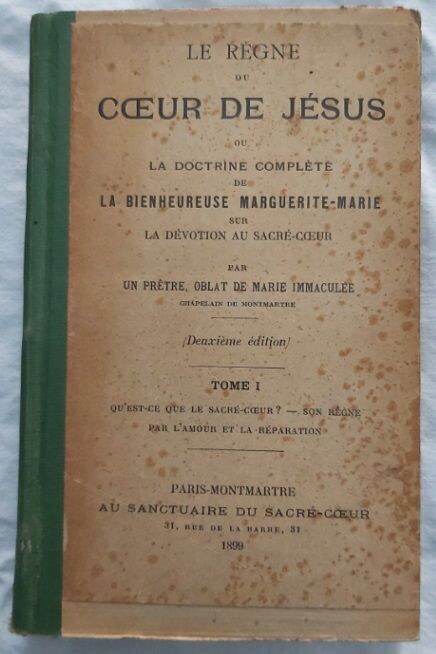 LE RÈGNE
DU
CŒUR DE JÉSUS
OU
LA DOCTRINE COMPLÈTE
DE
LA BIENHEUREUSE MARGUERITE-MARIE
SUR
LA DÉVOTION AU SACRÉ-CŒUR
PAR
UN PRÊTRE, OBLAT DE MARIE IMMACULÉE
CHAPELAIN DE MONTMARTRE
(Deuxième édition)
TOME I
QU'EST-CE QUE LE SACRÉ-CŒUR? — SON RÈGNE
PAR L'AMOUR ET LA RÉPARATION
PARIS-MONTMARTRE
AU SANCTUAIRE DU SACRÉ-CŒUR
31, RUE DE LA BARRE, 31
1899